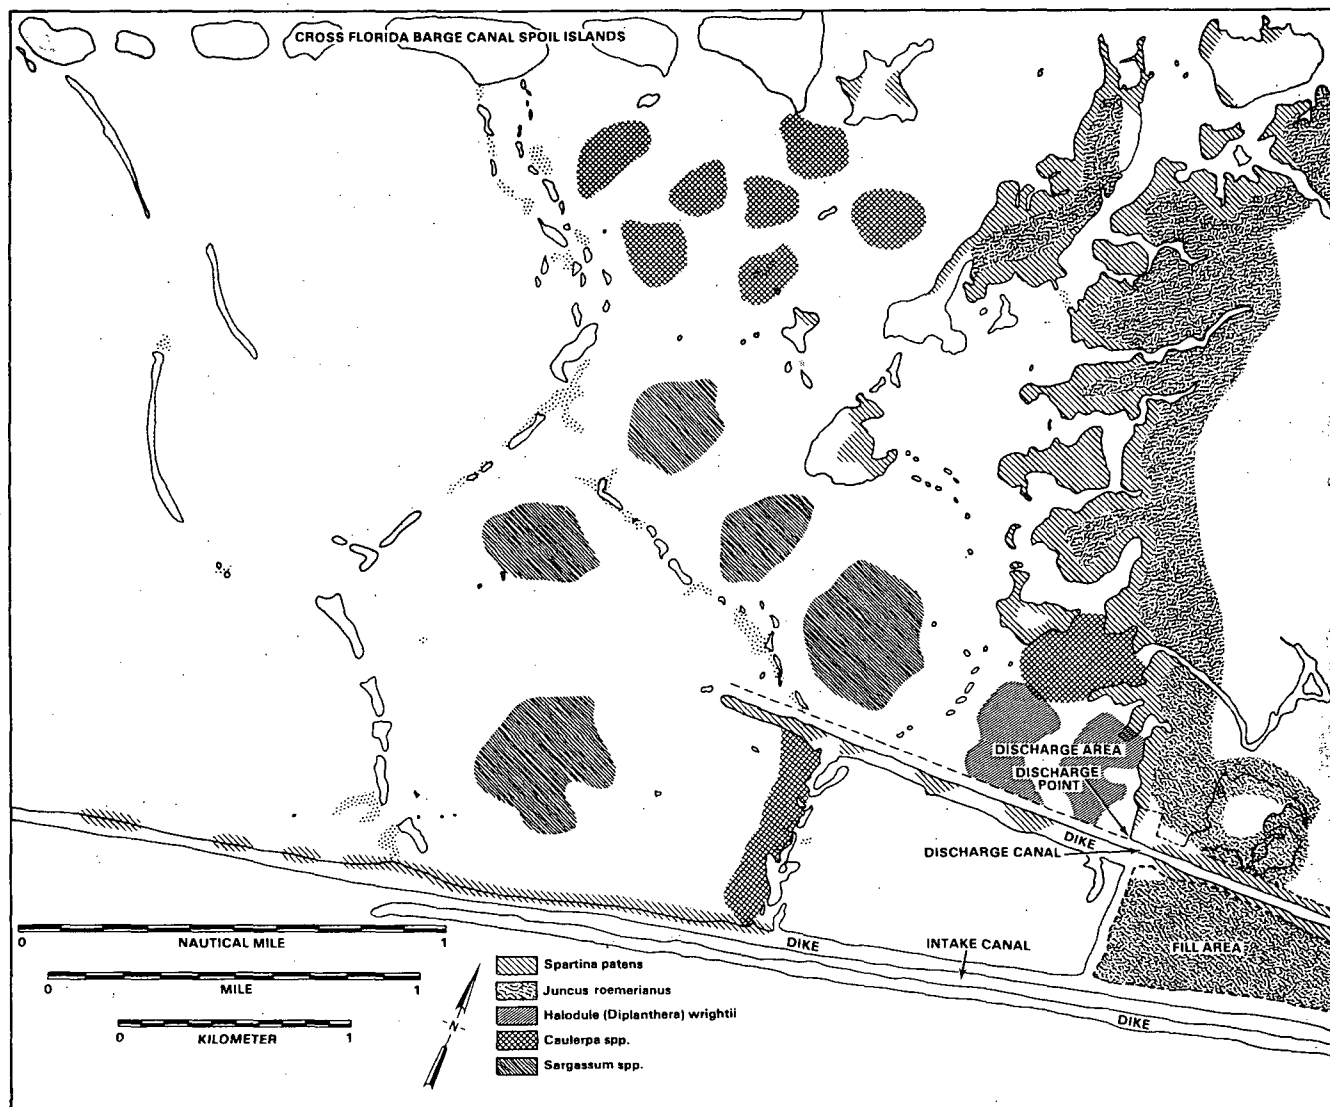 CROSS FLORIDA BARGE CANAL SPOIL ISLANDS
DISCHARGE AREA
DISCHARGE
POINT
DIKE
DISCHARGE CANAL
DIKE
INTAKE CANAL
FILL AREA
DIKE
0 1
NAUTICAL MILE
0 1
MILE
0 1
KILOMETER
N
Spartina patens
Juncus roemerianus
Halodule (Diplanthera) wrightii
Caulerpa spp.
Sargassum spp.